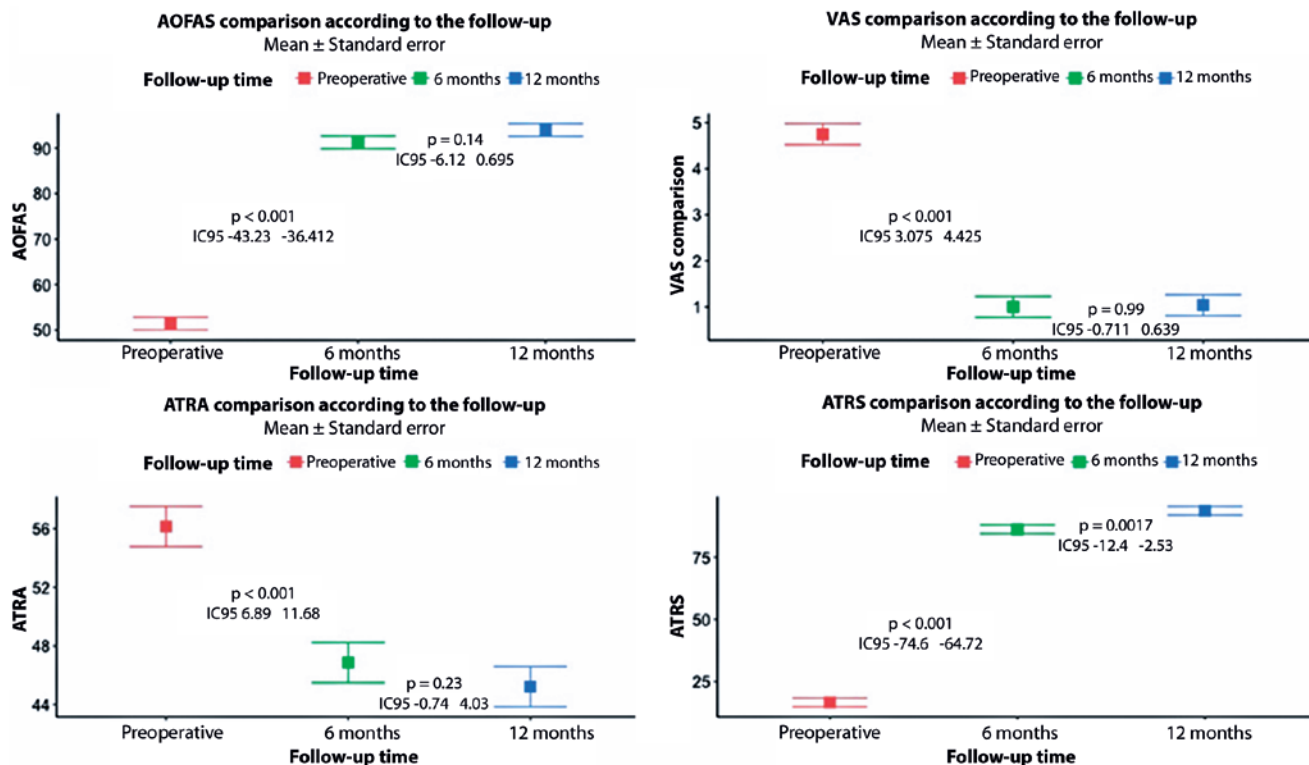 AOFAS comparison according to the follow-up
Mean ± Standard error
Follow-up time Preoperative 6 months 12 months
AOFAS
90
80
70
60
50
p < 0.001
IC95 -43.23 -36.412
p = 0.14
IC95 -6.12 0.695
Preoperative 6 months 12 months
Follow-up time
VAS comparison according to the follow-up
Mean ± Standard error
Follow-up time Preoperative 6 months 12 months
VAS comparison
5
4
3
2
1
p < 0.001
IC95 3.075 4.425
p = 0.99
IC95 -0.711 0.639
Preoperative 6 months 12 months
Follow-up time
ATRA comparison according to the follow-up
Mean ± Standard error
Follow-up time Preoperative 6 months 12 months
ATRA
56
52
48
44
p < 0.001
IC95 6.89 11.68
p = 0.23
IC95 -0.74 4.03
Preoperative 6 months 12 months
Follow-up time
ATRS comparison according to the follow-up
Mean ± Standard error
Follow-up time Preoperative 6 months 12 months
ATRS
75
50
25
p = 0.0017
IC95 -12.4 -2.53
p < 0.001
IC95 -74.6 -64.72
Preoperative 6 months 12 months
Follow-up time